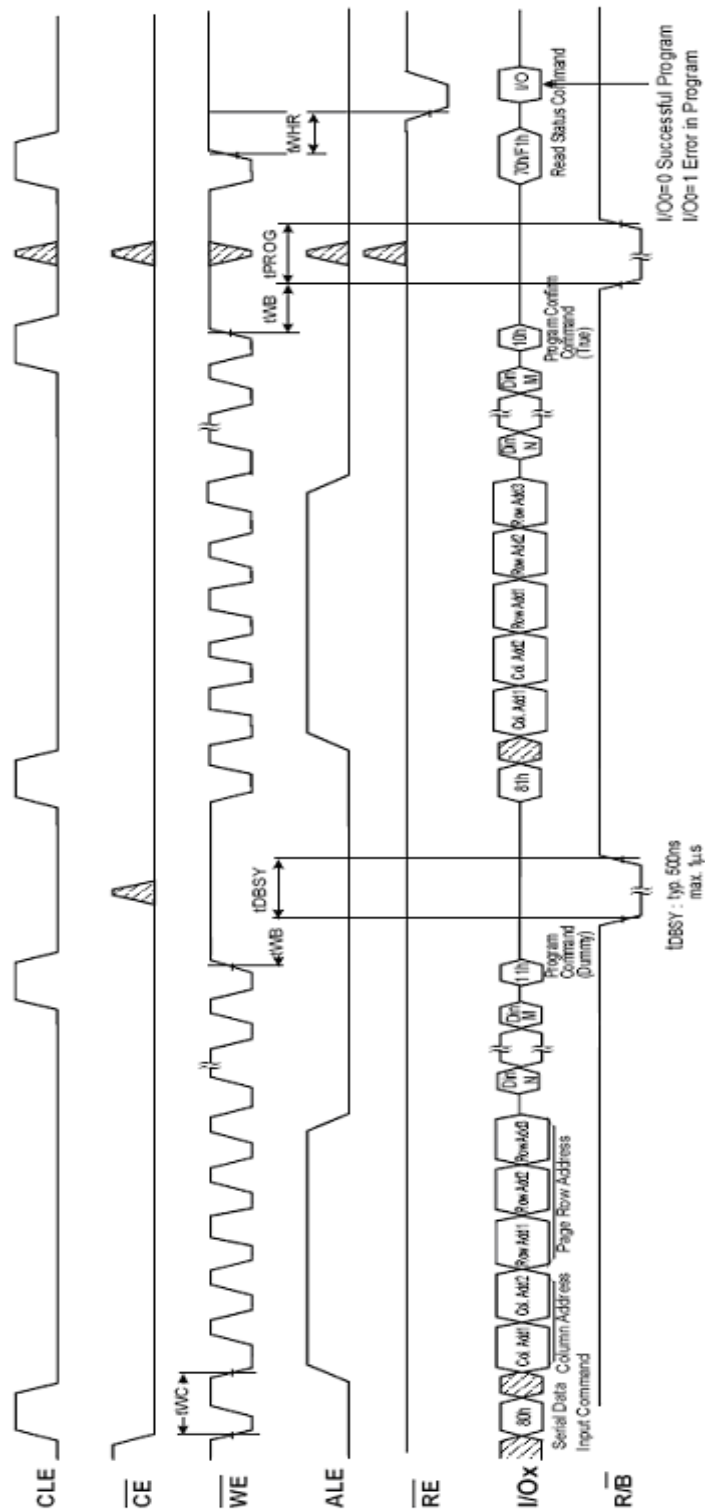 CLE
CE
WE
tWC
tWB
tDBSY
tWB
tPROG
tWHR
ALE
RE
I/Ox
80h
Col. Add1
Col. Add2
Row Add1
Row Add2
Row Add3
Din
N
Din
M
11h
81h
Col. Add1
Col. Add2
Row Add1
Row Add2
Row Add3
Din
N
Din
M
10h
70h/F1h
I/O
Serial Data
Input Command
Column Address
Page Row Address
Program
Command
(Dummy)
Program Confirm
Command
(True)
Read Status Command
R/B
tDBSY : typ. 500ns
max. 1µs
I/O0=0 Successful Program
I/O0=1 Error in Program